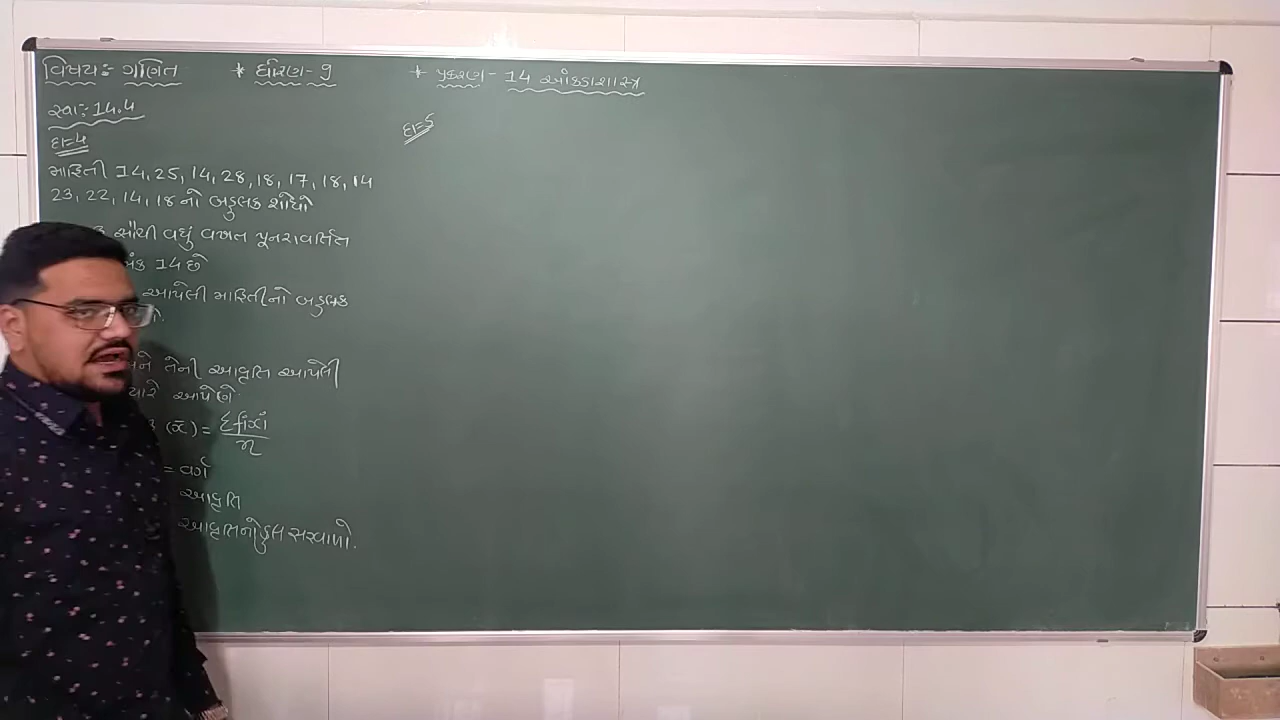 વિષય:- ગણિત * ધોરણ- 9 * પ્રકરણ- 14 આંકડાશાસ્ત્ર
સ્વા:- 14.4
દા=4
માહિતી 14, 25, 14, 28, 18, 17, 18, 14
23, 22, 14, 18 નો બહુલક શોધો
સૌથી વધું વખત પૂનરાવર્તિત
14 છે
આપેલી માહિતીનો બહુલક
તેની આવૃતિ આપેલી
આપેણે
(x̄) = Σfixi / n
= વર્ગ
આવૃતિ
આવૃતિનો કુલ સરવાળો.
દા=5